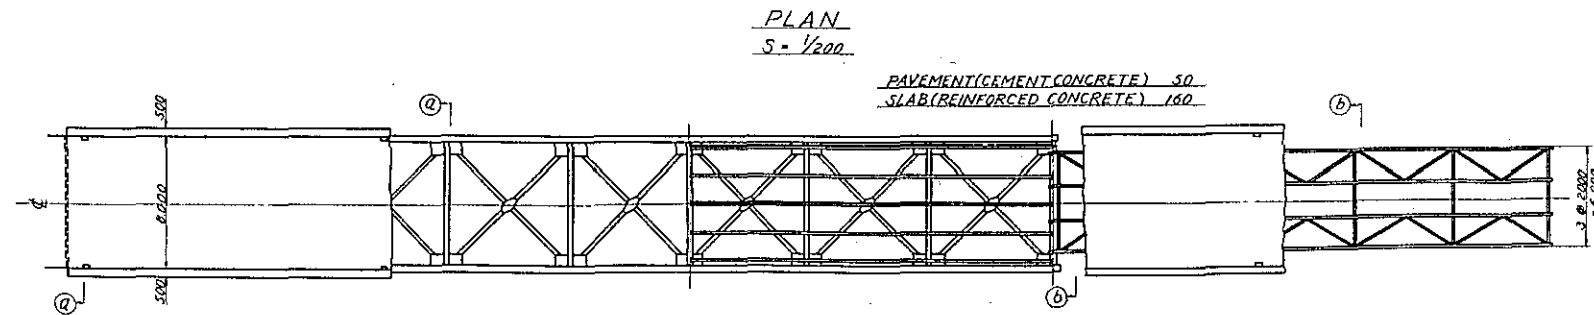 PLAN
S = 1/200
PAVEMENT (CEMENT CONCRETE) 50
SLAB (REINFORCED CONCRETE) 160
500
a
b
8.000
℄
3 @ 2.000
a
500
b